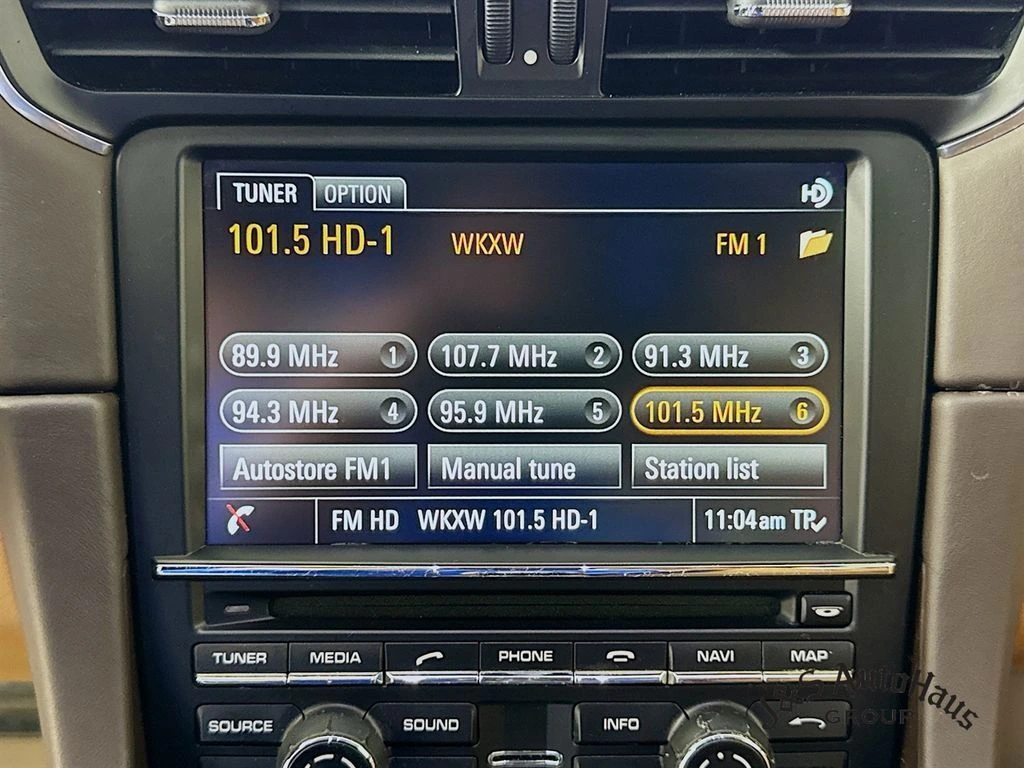 TUNER OPTION HD
101.5 HD-1 WKXW FM 1
89.9 MHz 1 107.7 MHz 2 91.3 MHz 3
94.3 MHz 4 95.9 MHz 5 101.5 MHz 6
Autostore FM1 Manual tune Station list
FM HD WKXW 101.5 HD-1 11:04am TP
TUNER MEDIA PHONE NAVI MAP
SOURCE SOUND INFO
AutoHaus
GROUP